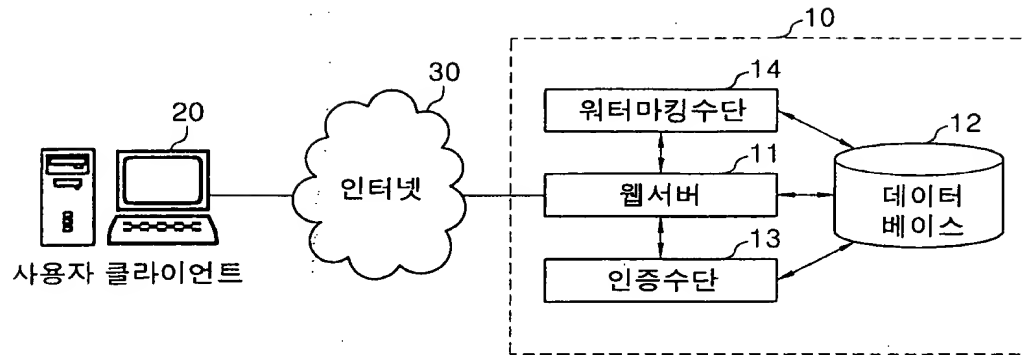 10
14
워터마킹수단
30
20
12
11
인터넷
웹서버
데이터
베이스
13
사용자 클라이언트
인증수단